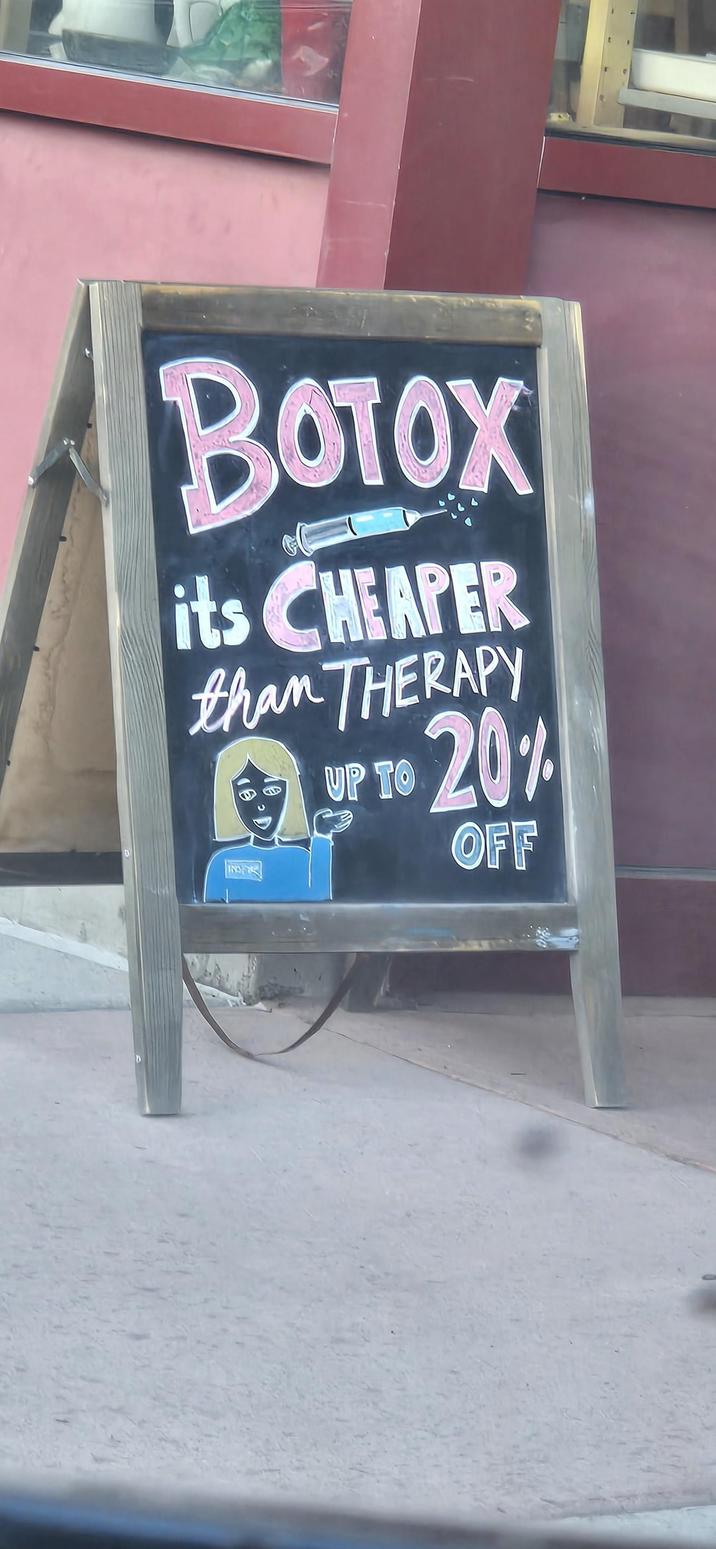 BOTOX
its CHEAPER
than THERAPY
UP TO 20%
OFF